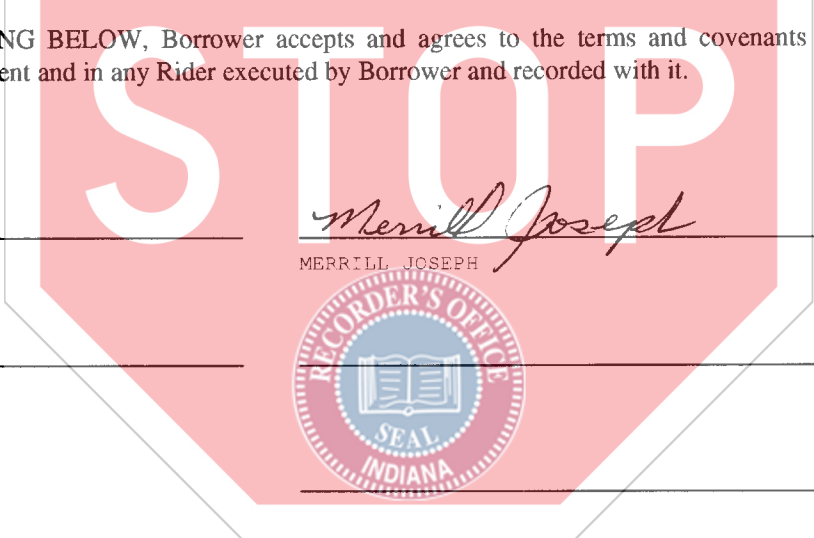 NG BELOW, Borrower accepts and agrees to the terms and covenants
ent and in any Rider executed by Borrower and recorded with it.
STOP
Merrill Joseph
MERRILL JOSEPH
RECORDER'S OFFICE
SEAL
INDIANA